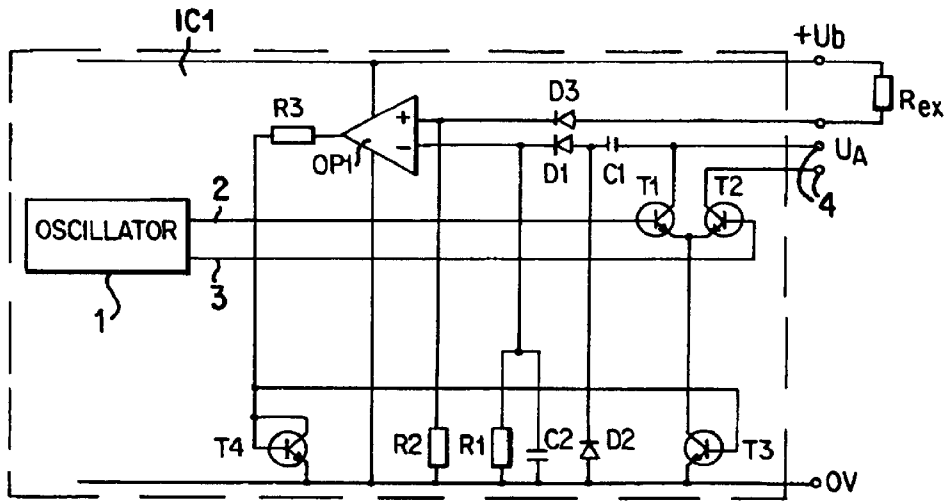 IC1
+Ub
R3
D3
Rex
+
OP1
−
D1
C1
UA
T1
T2
4
2
OSCILLATOR
3
1
T4
R2
R1
C2
D2
T3
OV